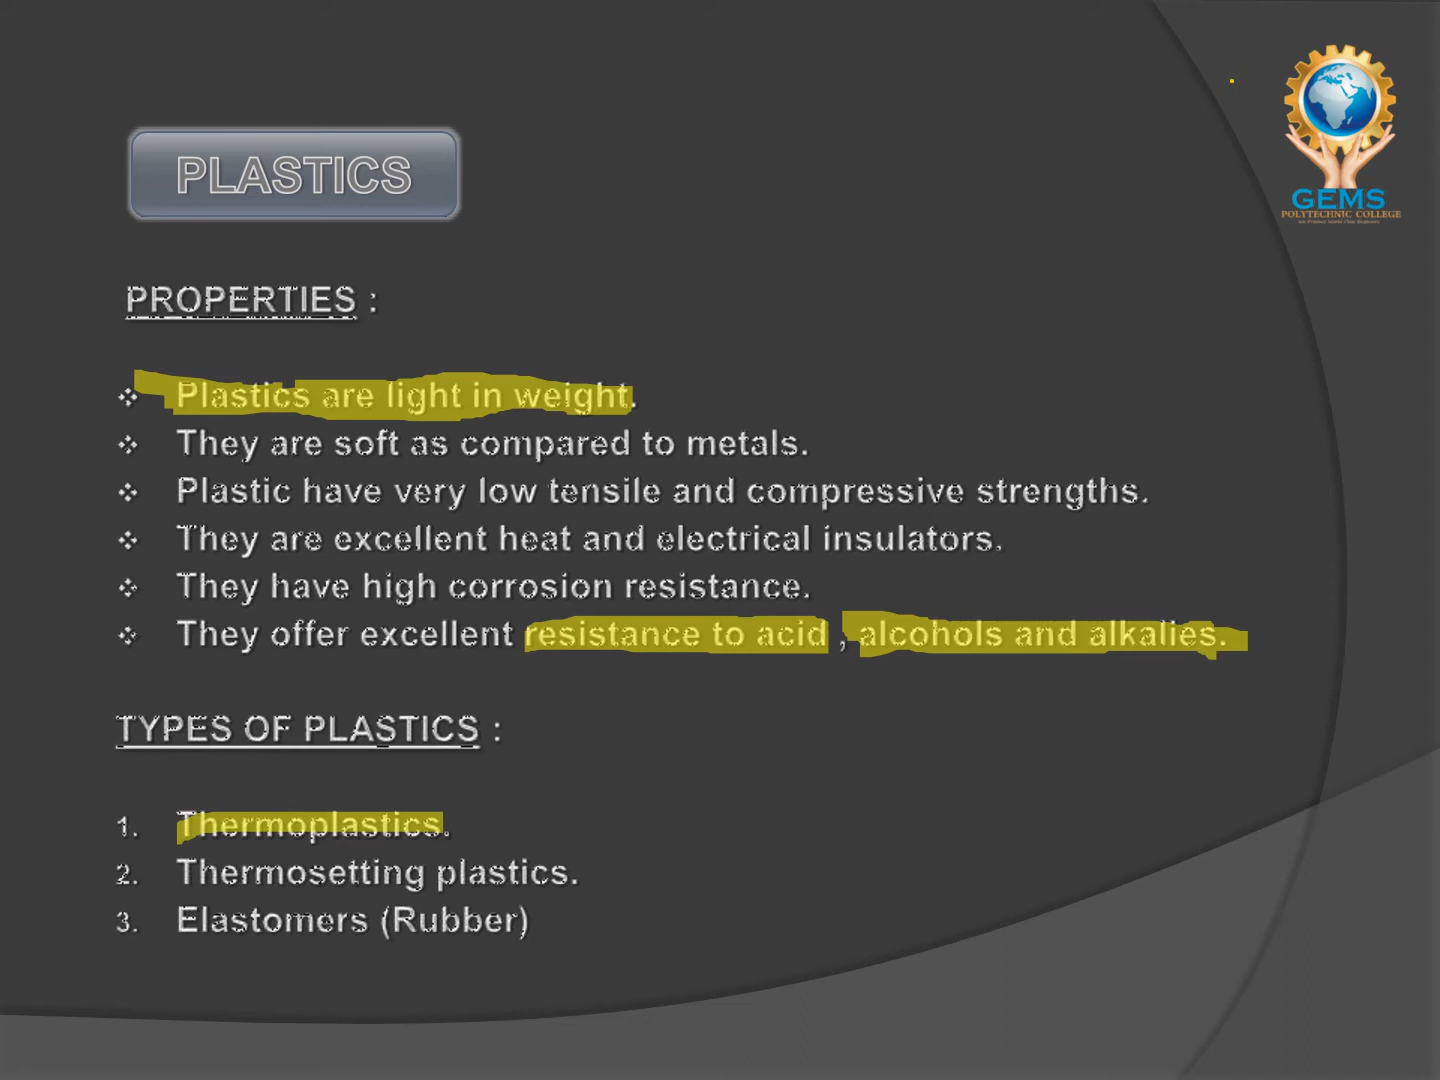 GEMS
POLYTECHNIC COLLEGE
PLASTICS
PROPERTIES :
❖ Plastics are light in weight.
❖ They are soft as compared to metals.
❖ Plastic have very low tensile and compressive strengths.
❖ They are excellent heat and electrical insulators.
❖ They have high corrosion resistance.
❖ They offer excellent resistance to acid , alcohols and alkalies.
TYPES OF PLASTICS :
1. Thermoplastics.
2. Thermosetting plastics.
3. Elastomers (Rubber)